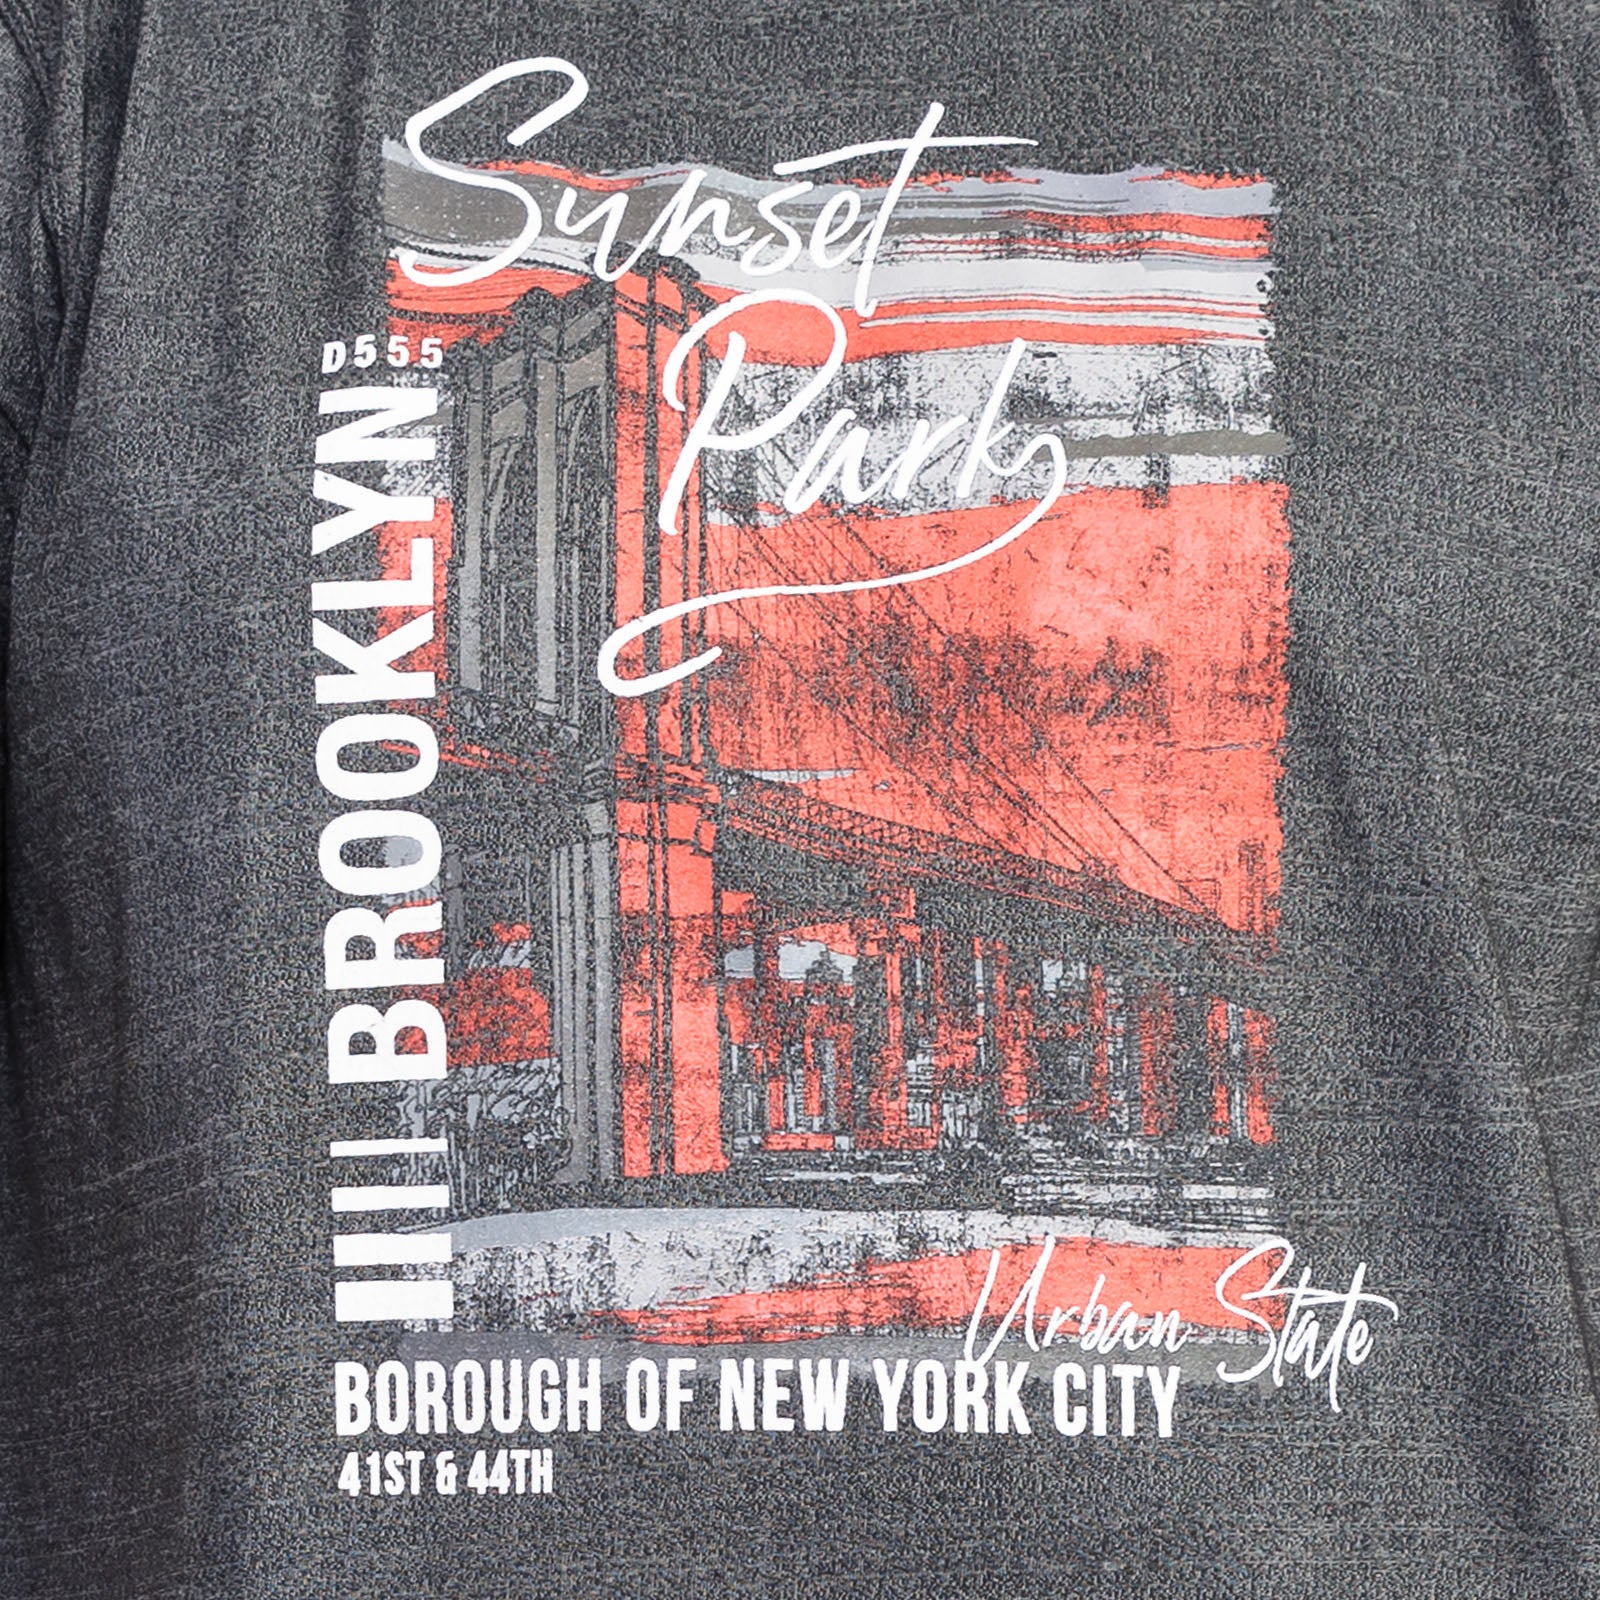 Sunset
Park
D555
BROOKLYN
Urban State
BOROUGH OF NEW YORK CITY
41ST & 44TH